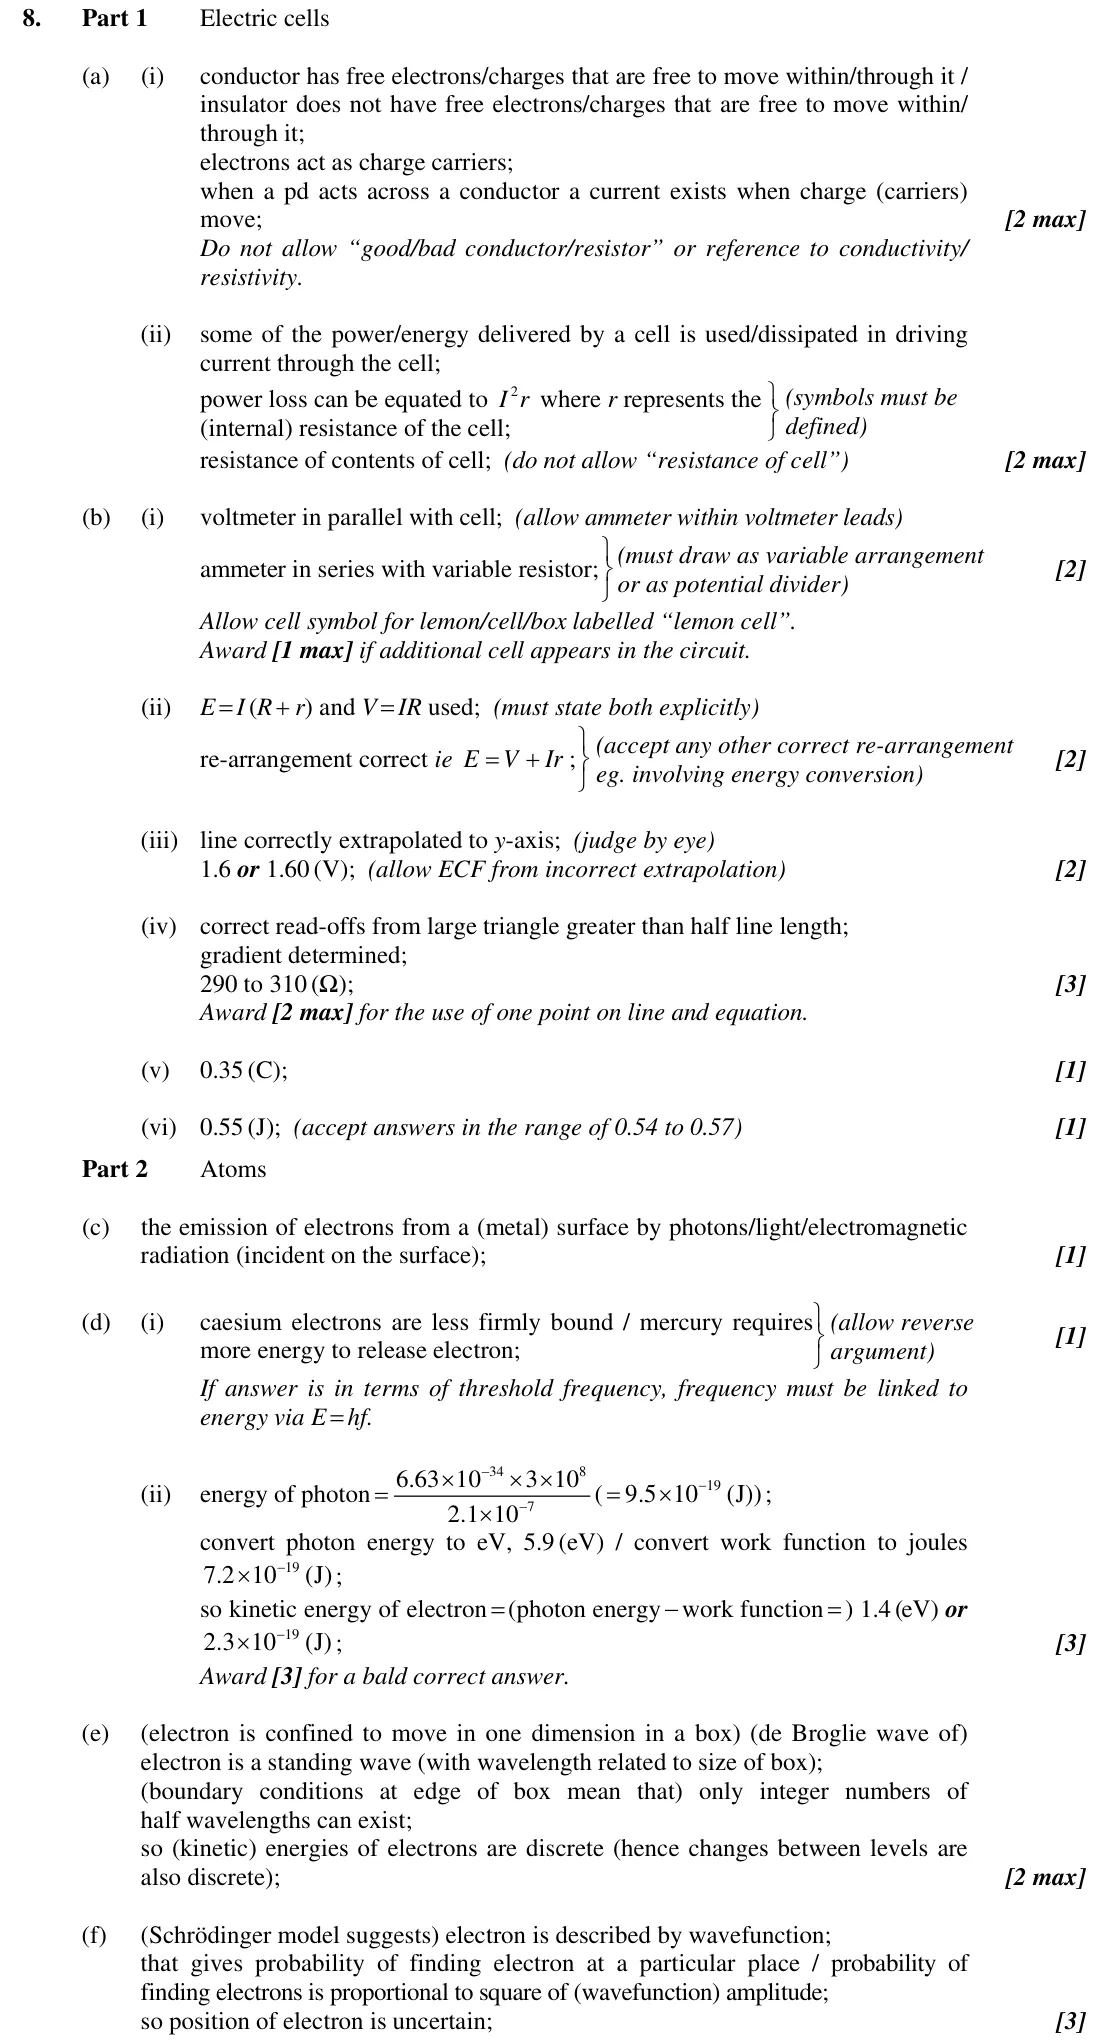 8. Part 1 Electric cells
(a) (i) conductor has free electrons/charges that are free to move within/through it /
insulator does not have free electrons/charges that are free to move within/
through it;
electrons act as charge carriers;
when a pd acts across a conductor a current exists when charge (carriers)
move; [2 max]
Do not allow “good/bad conductor/resistor” or reference to conductivity/
resistivity.
(ii) some of the power/energy delivered by a cell is used/dissipated in driving
current through the cell;
power loss can be equated to I²r where r represents the (symbols must be
(internal) resistance of the cell; defined)
resistance of contents of cell; (do not allow “resistance of cell”) [2 max]
(b) (i) voltmeter in parallel with cell; (allow ammeter within voltmeter leads)
ammeter in series with variable resistor; (must draw as variable arrangement
or as potential divider) [2]
Allow cell symbol for lemon/cell/box labelled “lemon cell”.
Award [1 max] if additional cell appears in the circuit.
(ii) E=I(R+r) and V=IR used; (must state both explicitly)
re-arrangement correct ie E=V+Ir; (accept any other correct re-arrangement
eg. involving energy conversion) [2]
(iii) line correctly extrapolated to y-axis; (judge by eye)
1.6 or 1.60(V); (allow ECF from incorrect extrapolation) [2]
(iv) correct read-offs from large triangle greater than half line length;
gradient determined;
290 to 310(Ω); [3]
Award [2 max] for the use of one point on line and equation.
(v) 0.35(C); [1]
(vi) 0.55(J); (accept answers in the range of 0.54 to 0.57) [1]
Part 2 Atoms
(c) the emission of electrons from a (metal) surface by photons/light/electromagnetic
radiation (incident on the surface); [1]
(d) (i) caesium electrons are less firmly bound / mercury requires (allow reverse
more energy to release electron; argument) [1]
If answer is in terms of threshold frequency, frequency must be linked to
energy via E=hf.
(ii) energy of photon = 6.63×10⁻³⁴×3×10⁸ / 2.1×10⁻⁷ (=9.5×10⁻¹⁹ (J));
convert photon energy to eV, 5.9(eV) / convert work function to joules
7.2×10⁻¹⁹ (J);
so kinetic energy of electron=(photon energy−work function=) 1.4(eV) or
2.3×10⁻¹⁹ (J); [3]
Award [3] for a bald correct answer.
(e) (electron is confined to move in one dimension in a box) (de Broglie wave of)
electron is a standing wave (with wavelength related to size of box);
(boundary conditions at edge of box mean that) only integer numbers of
half wavelengths can exist;
so (kinetic) energies of electrons are discrete (hence changes between levels are
also discrete); [2 max]
(f) (Schrödinger model suggests) electron is described by wavefunction;
that gives probability of finding electron at a particular place / probability of
finding electrons is proportional to square of (wavefunction) amplitude;
so position of electron is uncertain; [3]